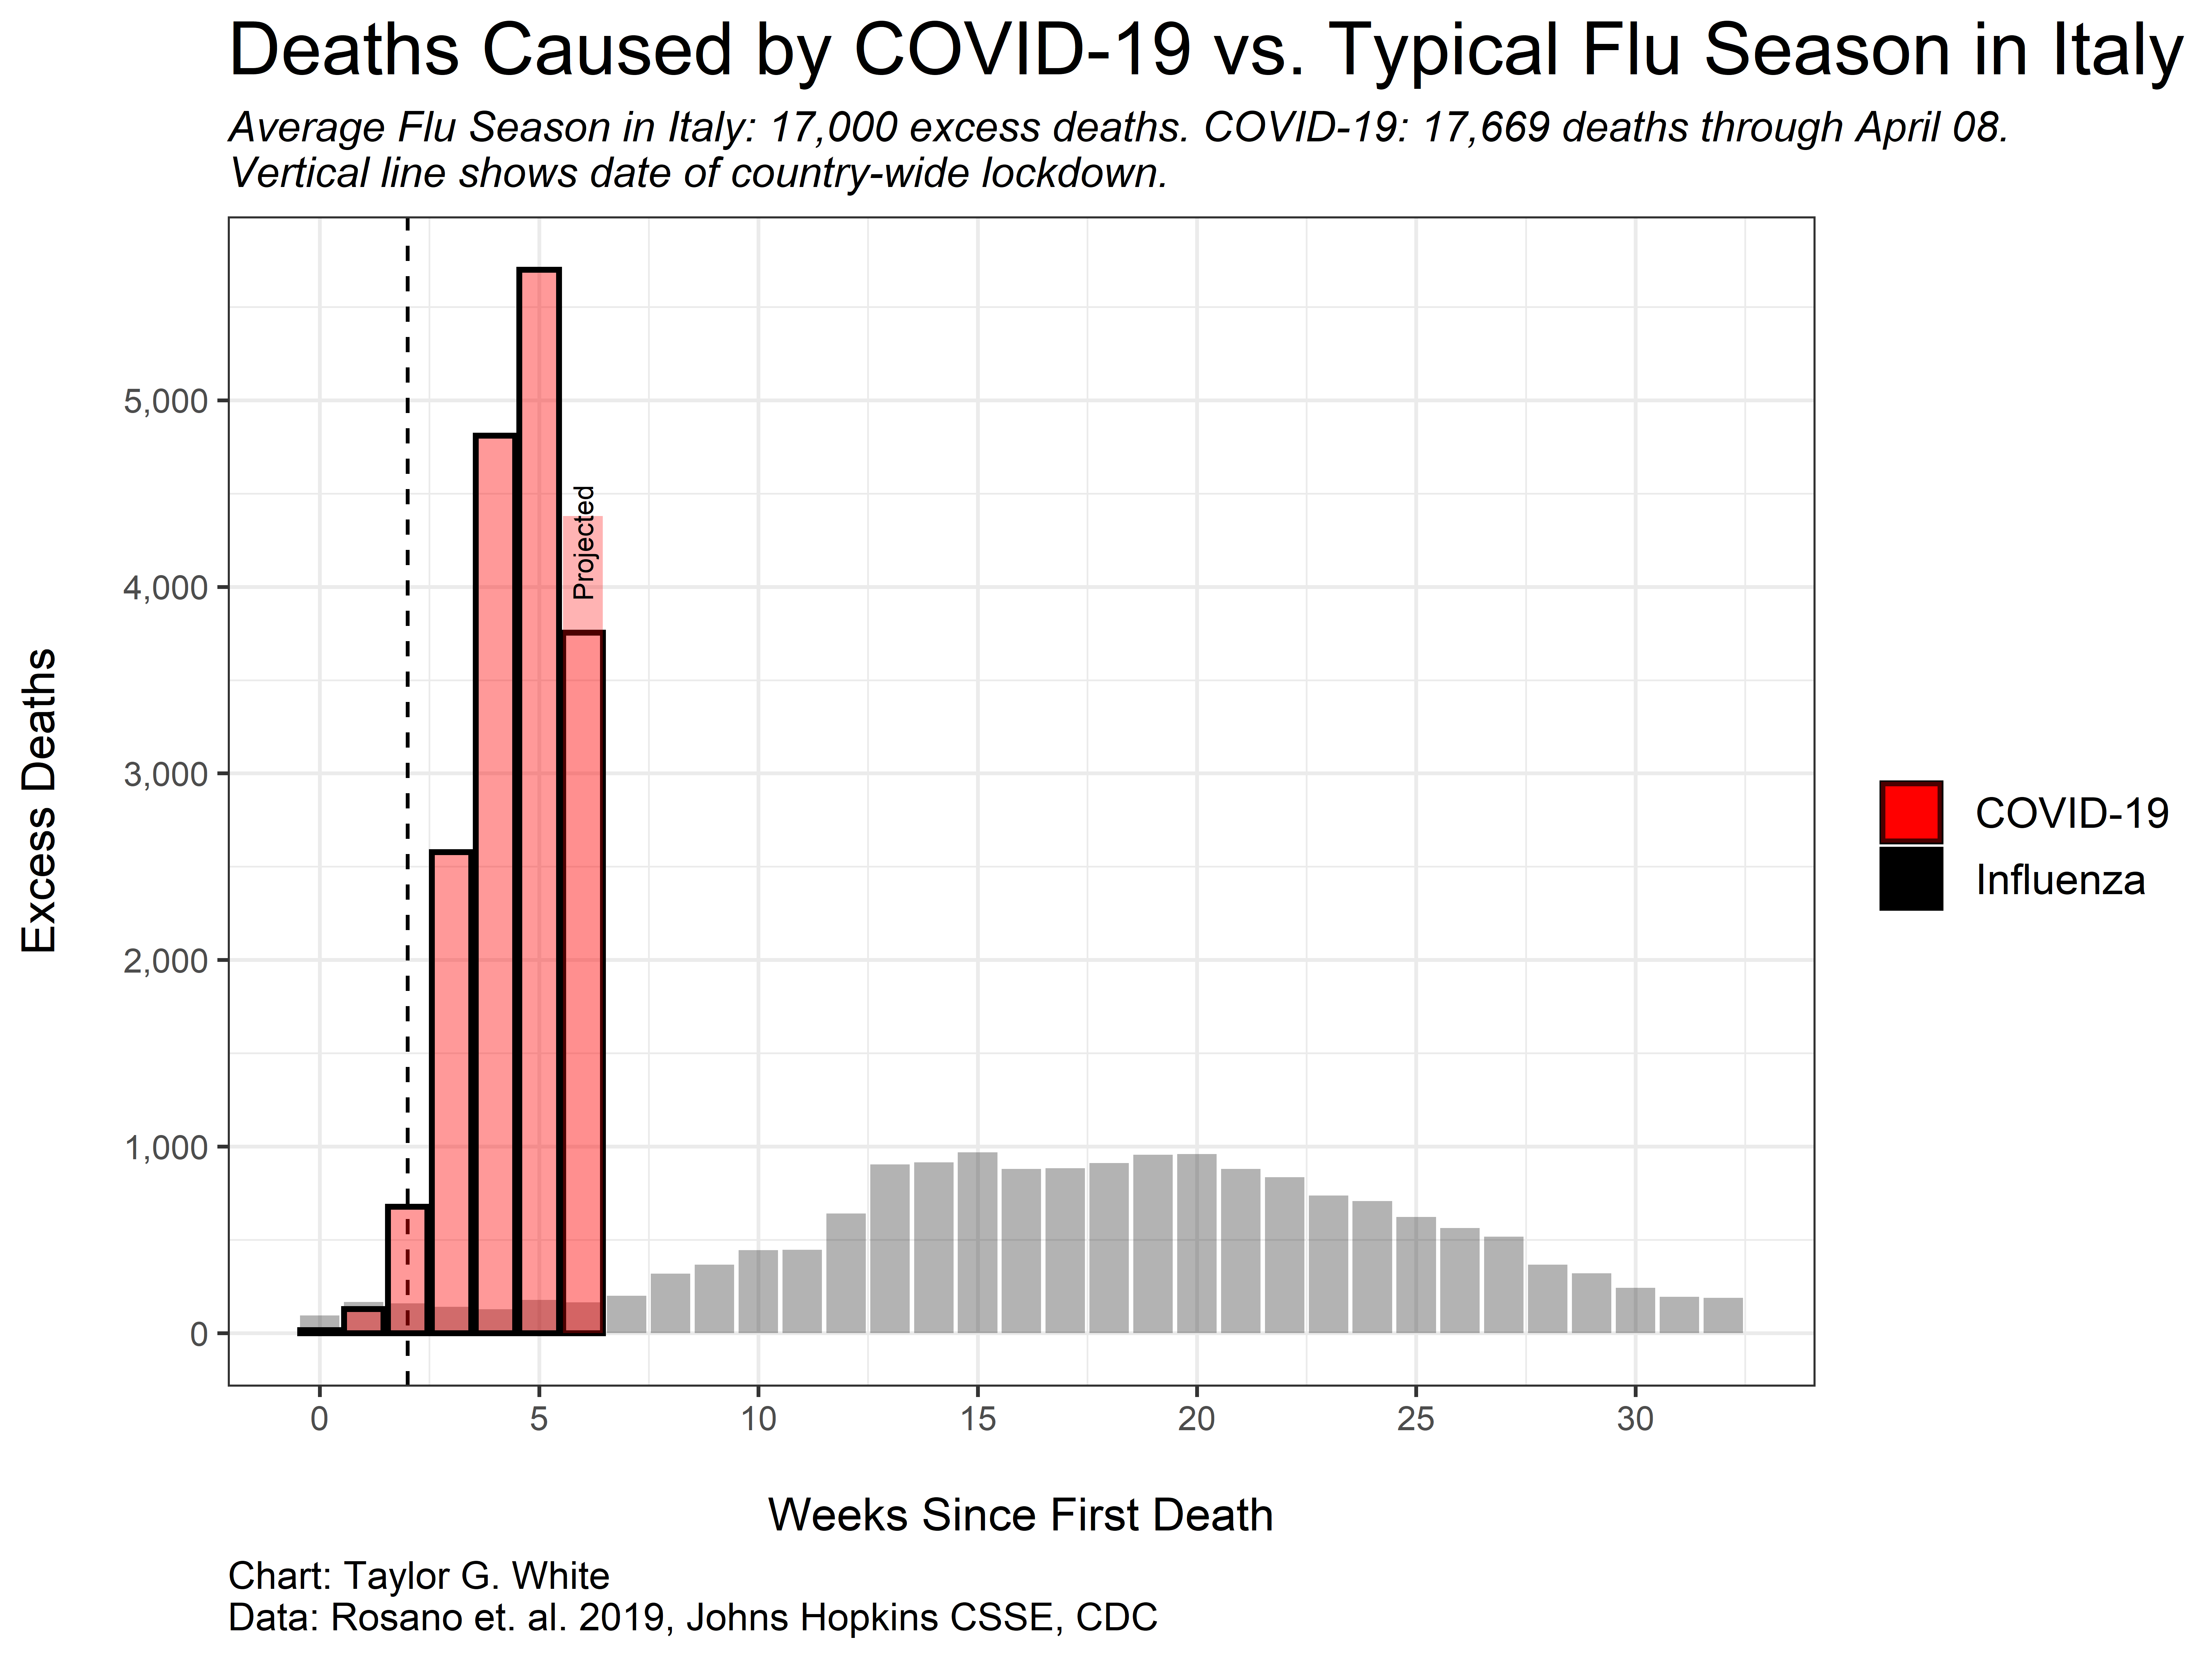 Deaths Caused by COVID-19 vs. Typical Flu Season in Italy
Average Flu Season in Italy: 17,000 excess deaths. COVID-19: 17,669 deaths through April 08.
Vertical line shows date of country-wide lockdown.
Excess Deaths
5,000
4,000
3,000
2,000
1,000
0
Projected
0 5 10 15 20 25 30
Weeks Since First Death
COVID-19
Influenza
Chart: Taylor G. White
Data: Rosano et. al. 2019, Johns Hopkins CSSE, CDC